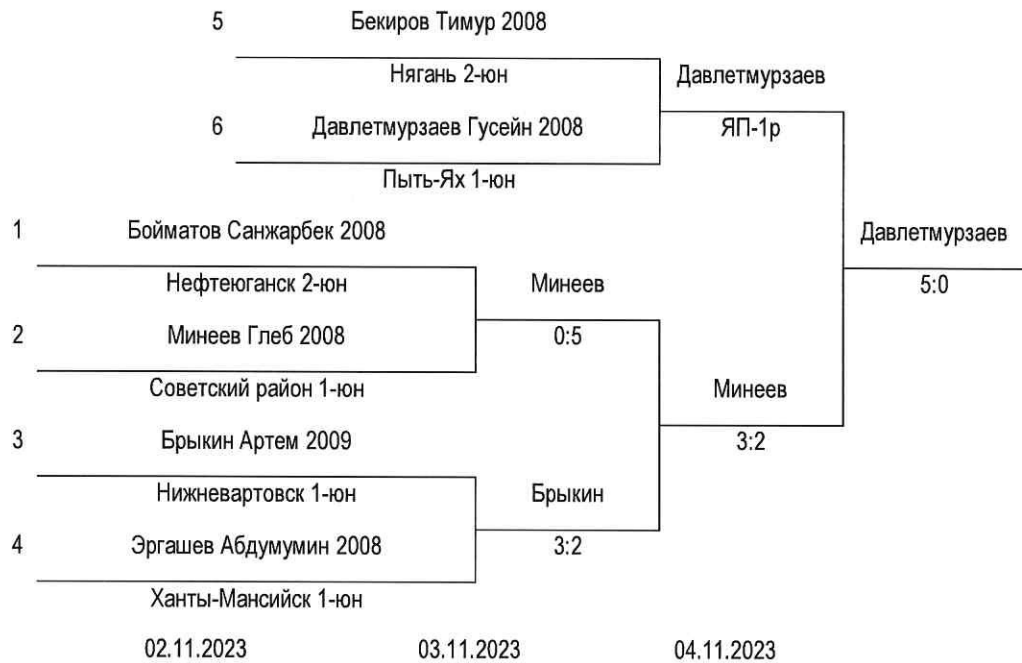 5 Бекиров Тимур 2008
Нягань 2-юн Давлетмурзаев
6 Давлетмурзаев Гусейн 2008 ЯП-1р
Пыть-Ях 1-юн
1 Бойматов Санжарбек 2008 Давлетмурзаев
Нефтеюганск 2-юн Минеев 5:0
2 Минеев Глеб 2008 0:5
Советский район 1-юн Минеев
3 Брыкин Артем 2009 3:2
Нижневартовск 1-юн Брыкин
4 Эргашев Абдумумин 2008 3:2
Ханты-Мансийск 1-юн
02.11.2023 03.11.2023 04.11.2023